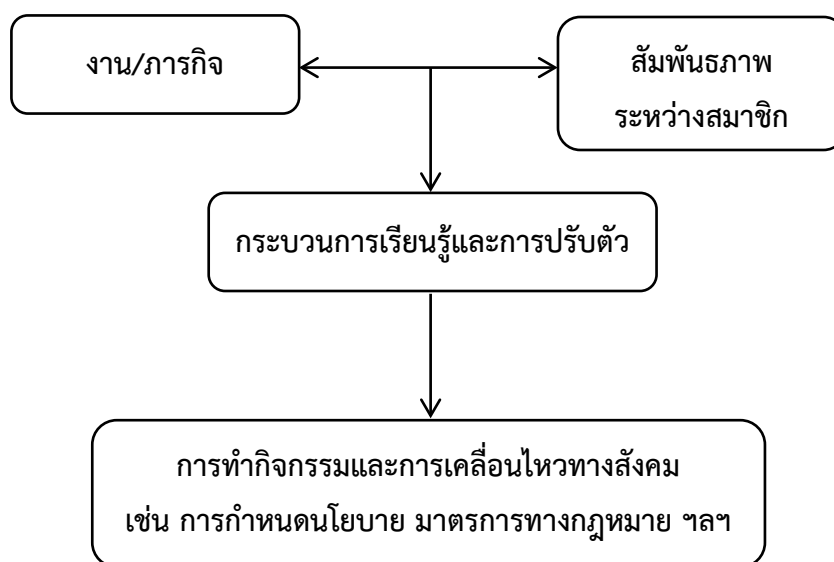 งาน/ภารกิจ
สัมพันธภาพ
ระหว่างสมาชิก
กระบวนการเรียนรู้และการปรับตัว
การทำกิจกรรมและการเคลื่อนไหวทางสังคม
เช่น การกำหนดนโยบาย มาตรการทางกฎหมาย ฯลฯ